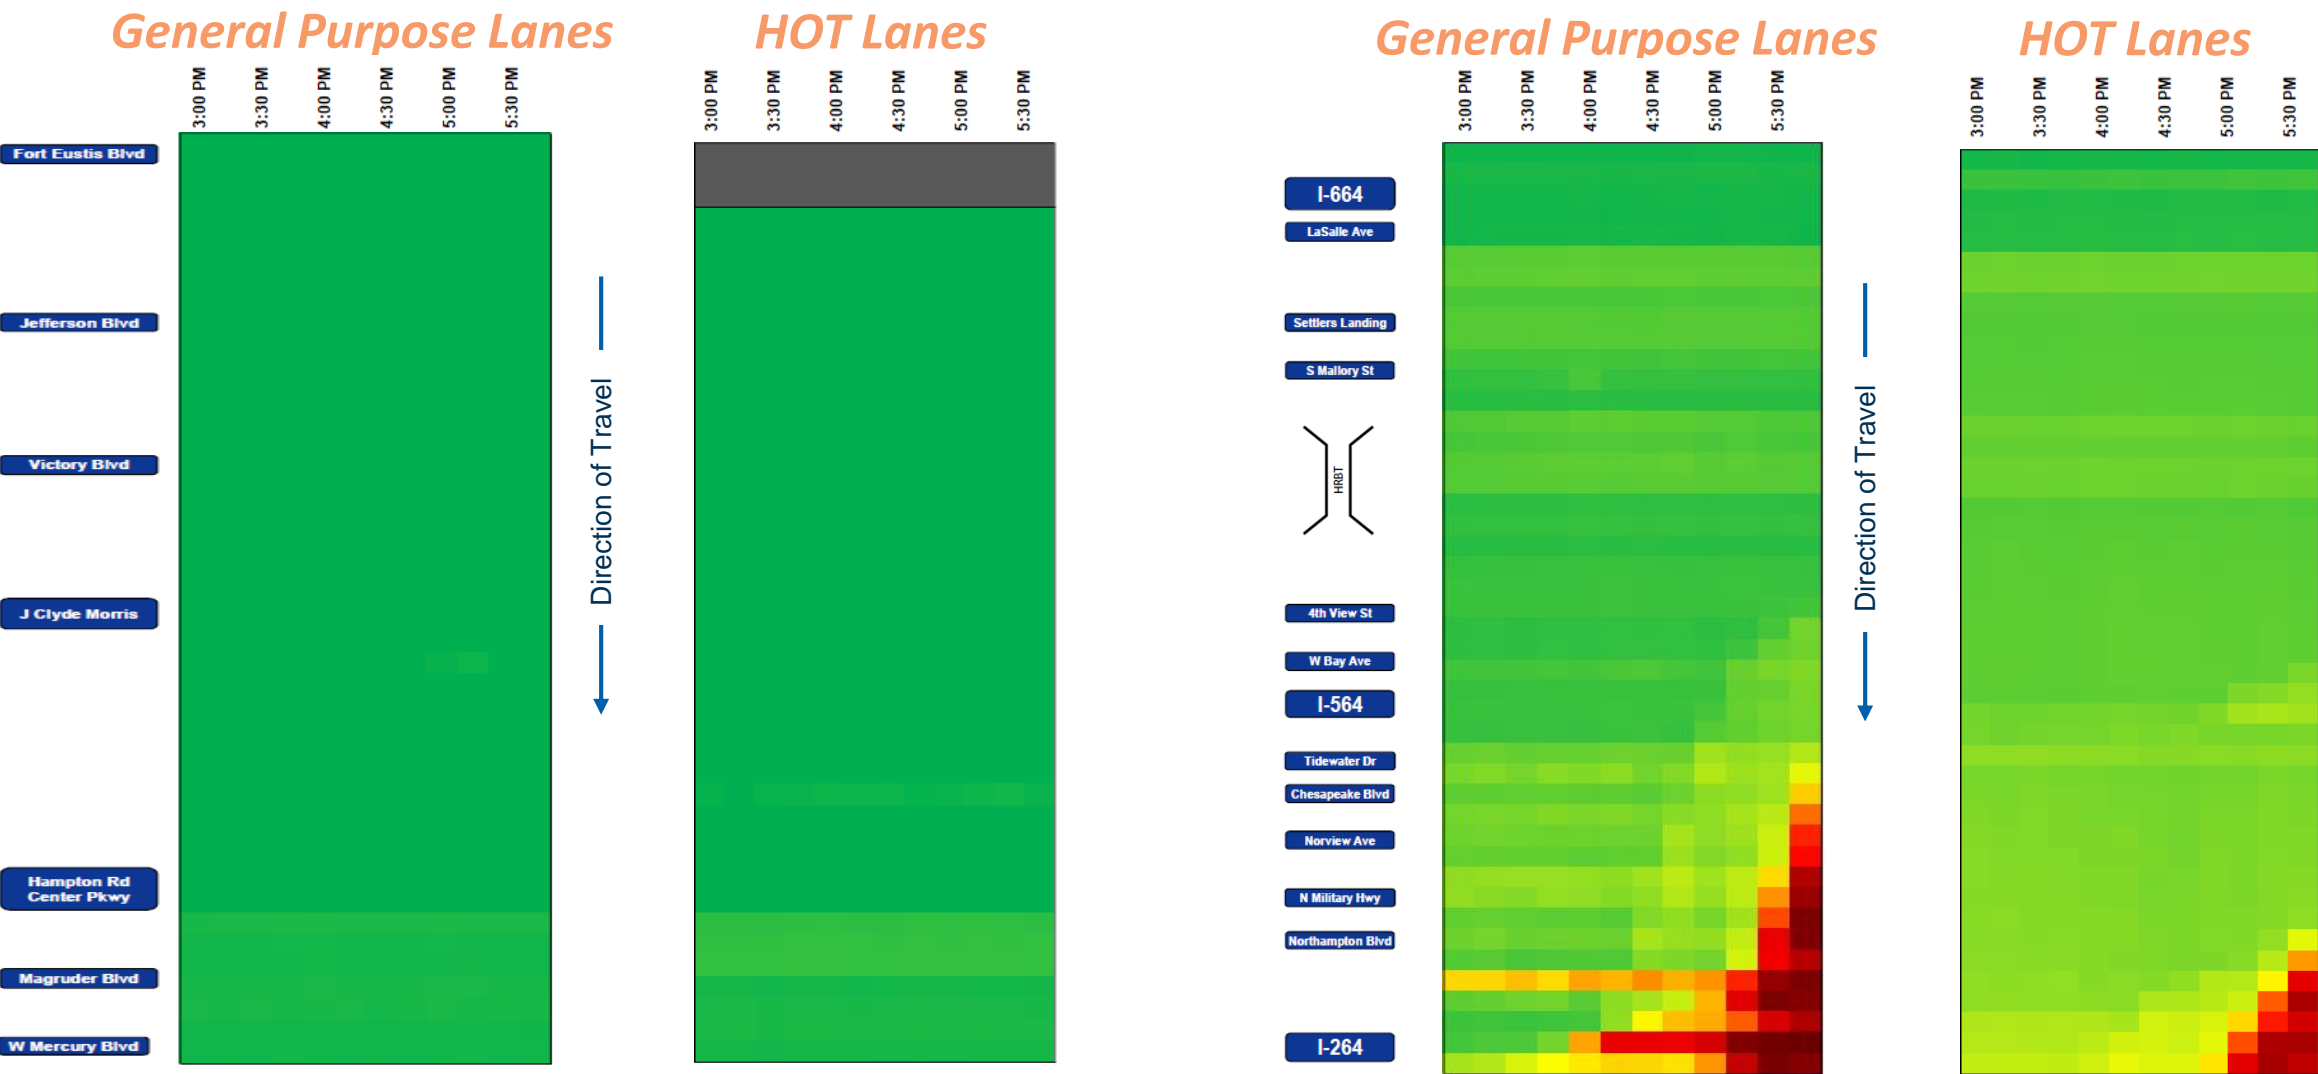 General Purpose Lanes
HOT Lanes
General Purpose Lanes
HOT Lanes
3:00 PM
3:30 PM
4:00 PM
4:30 PM
5:00 PM
5:30 PM
3:00 PM
3:30 PM
4:00 PM
4:30 PM
5:00 PM
5:30 PM
3:00 PM
3:30 PM
4:00 PM
4:30 PM
5:00 PM
5:30 PM
3:00 PM
3:30 PM
4:00 PM
4:30 PM
5:00 PM
5:30 PM
Fort Eustis Blvd
Jefferson Blvd
Victory Blvd
J Clyde Morris
Hampton Rd
Center Pkwy
Magruder Blvd
W Mercury Blvd
Direction of Travel
I-664
LaSalle Ave
Settlers Landing
S Mallory St
HRBT
4th View St
W Bay Ave
I-564
Tidewater Dr
Chesapeake Blvd
Norview Ave
N Military Hwy
Northampton Blvd
I-264
Direction of Travel